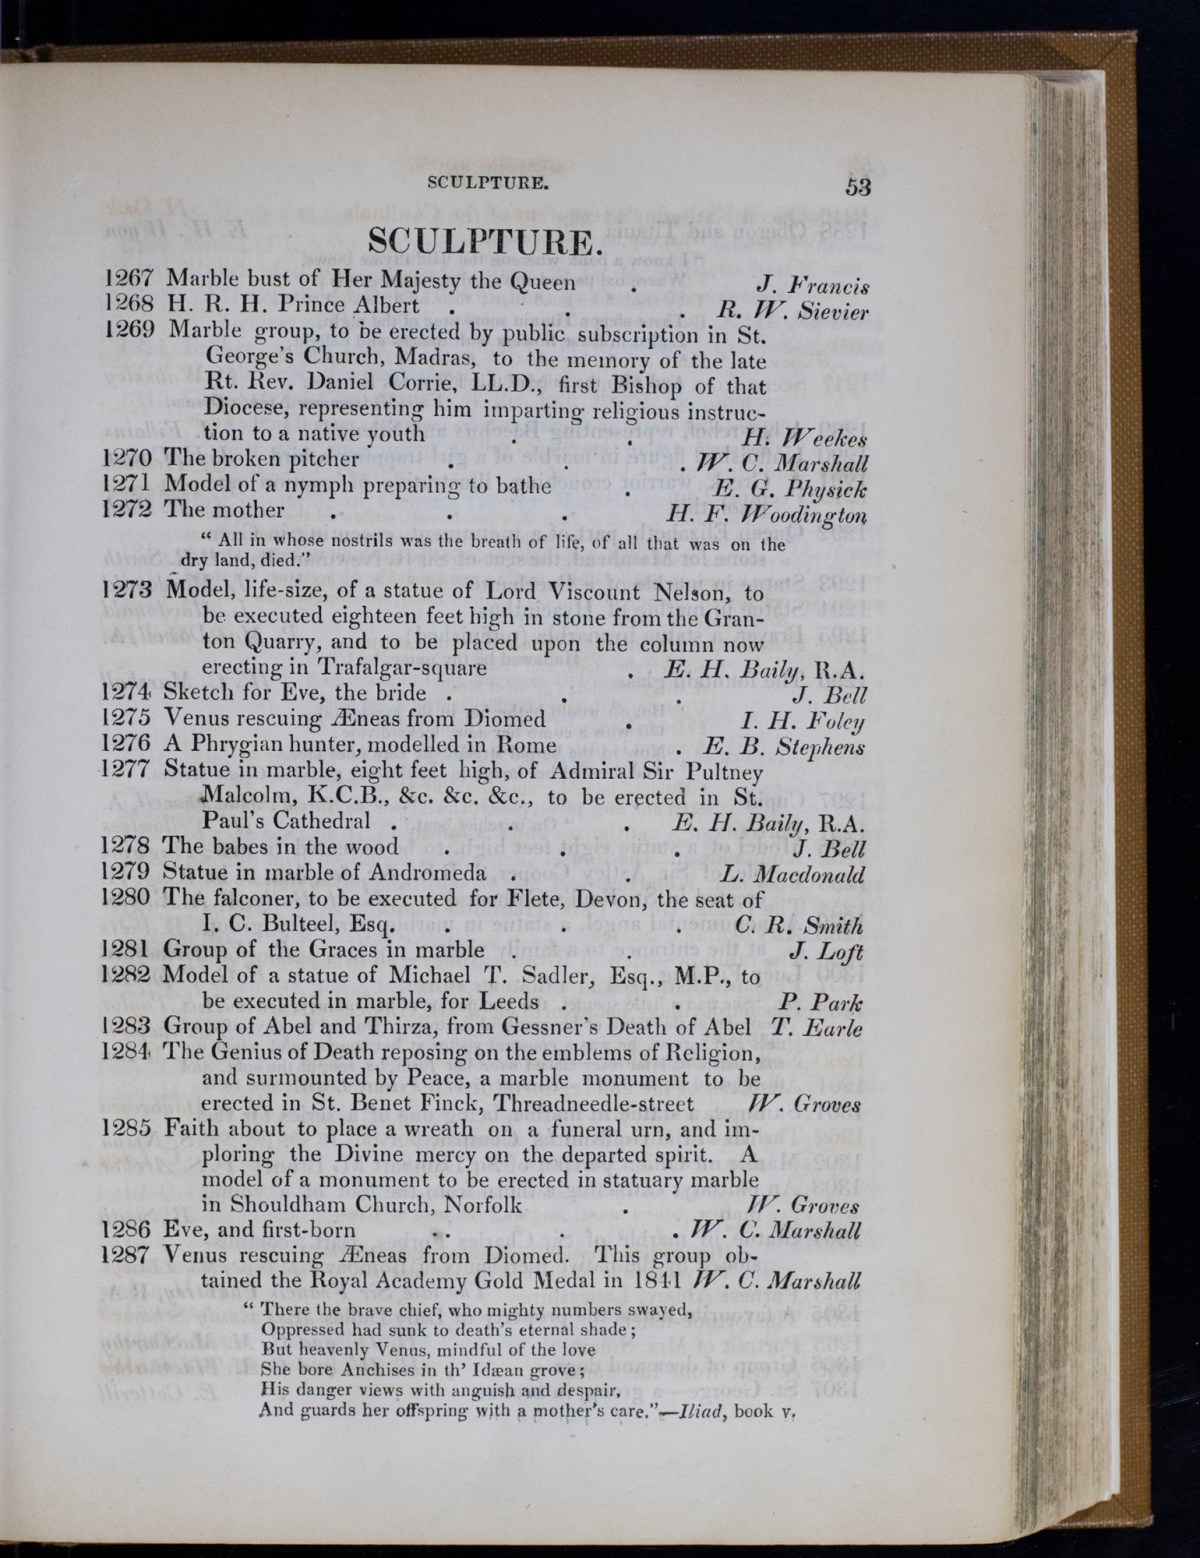 SCULPTURE. 53
SCULPTURE.
1267 Marble bust of Her Majesty the Queen . J. Francis
1268 H. R. H. Prince Albert . . . R. W. Sievier
1269 Marble group, to be erected by public subscription in St.
George's Church, Madras, to the memory of the late
Rt. Rev. Daniel Corrie, LL.D., first Bishop of that
Diocese, representing him imparting religious instruc-
tion to a native youth . . H. Weekes
1270 The broken pitcher . . . W. C. Marshall
1271 Model of a nymph preparing to bathe . E. G. Physick
1272 The mother . . . H. F. Woodington
“ All in whose nostrils was the breath of life, of all that was on the
dry land, died.”
1273 Model, life-size, of a statue of Lord Viscount Nelson, to
be executed eighteen feet high in stone from the Gran-
ton Quarry, and to be placed upon the column now
erecting in Trafalgar-square . E. H. Baily, R.A.
1274 Sketch for Eve, the bride . . . J. Bell
1275 Venus rescuing Æneas from Diomed . I. H. Foley
1276 A Phrygian hunter, modelled in Rome . E. B. Stephens
1277 Statue in marble, eight feet high, of Admiral Sir Pultney
Malcolm, K.C.B., &c. &c. &c., to be erected in St.
Paul's Cathedral . . . E. H. Baily, R.A.
1278 The babes in the wood . . . J. Bell
1279 Statue in marble of Andromeda . . L. Macdonald
1280 The falconer, to be executed for Flete, Devon, the seat of
I. C. Bulteel, Esq. . . . C. R. Smith
1281 Group of the Graces in marble . . J. Loft
1282 Model of a statue of Michael T. Sadler, Esq., M.P., to
be executed in marble, for Leeds . . P. Park
1283 Group of Abel and Thirza, from Gessner's Death of Abel T. Earle
1284 The Genius of Death reposing on the emblems of Religion,
and surmounted by Peace, a marble monument to be
erected in St. Benet Finck, Threadneedle-street W. Groves
1285 Faith about to place a wreath on a funeral urn, and im-
ploring the Divine mercy on the departed spirit. A
model of a monument to be erected in statuary marble
in Shouldham Church, Norfolk . W. Groves
1286 Eve, and first-born . . . . W. C. Marshall
1287 Venus rescuing Æneas from Diomed. This group ob-
tained the Royal Academy Gold Medal in 1841 W. C. Marshall
“ There the brave chief, who mighty numbers swayed,
Oppressed had sunk to death's eternal shade ;
But heavenly Venus, mindful of the love
She bore Anchises in th' Idæan grove ;
His danger views with anguish and despair,
And guards her offspring with a mother's care.”—Iliad, book v.